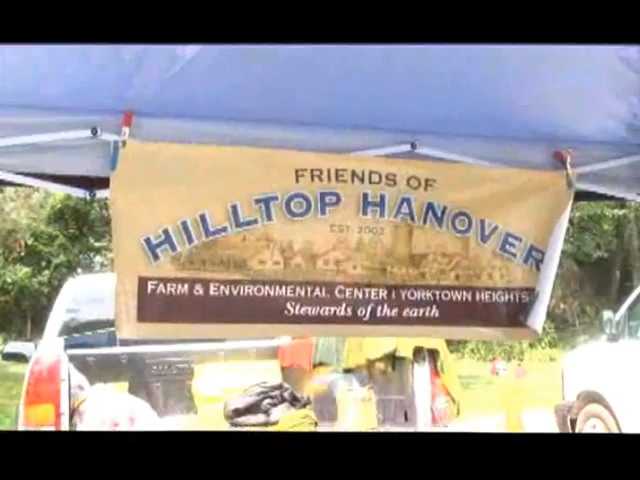 FRIENDS OF
HILLTOP HANOVER
EST. 2003
FARM & ENVIRONMENTAL CENTER | YORKTOWN HEIGHTS
Stewards of the earth